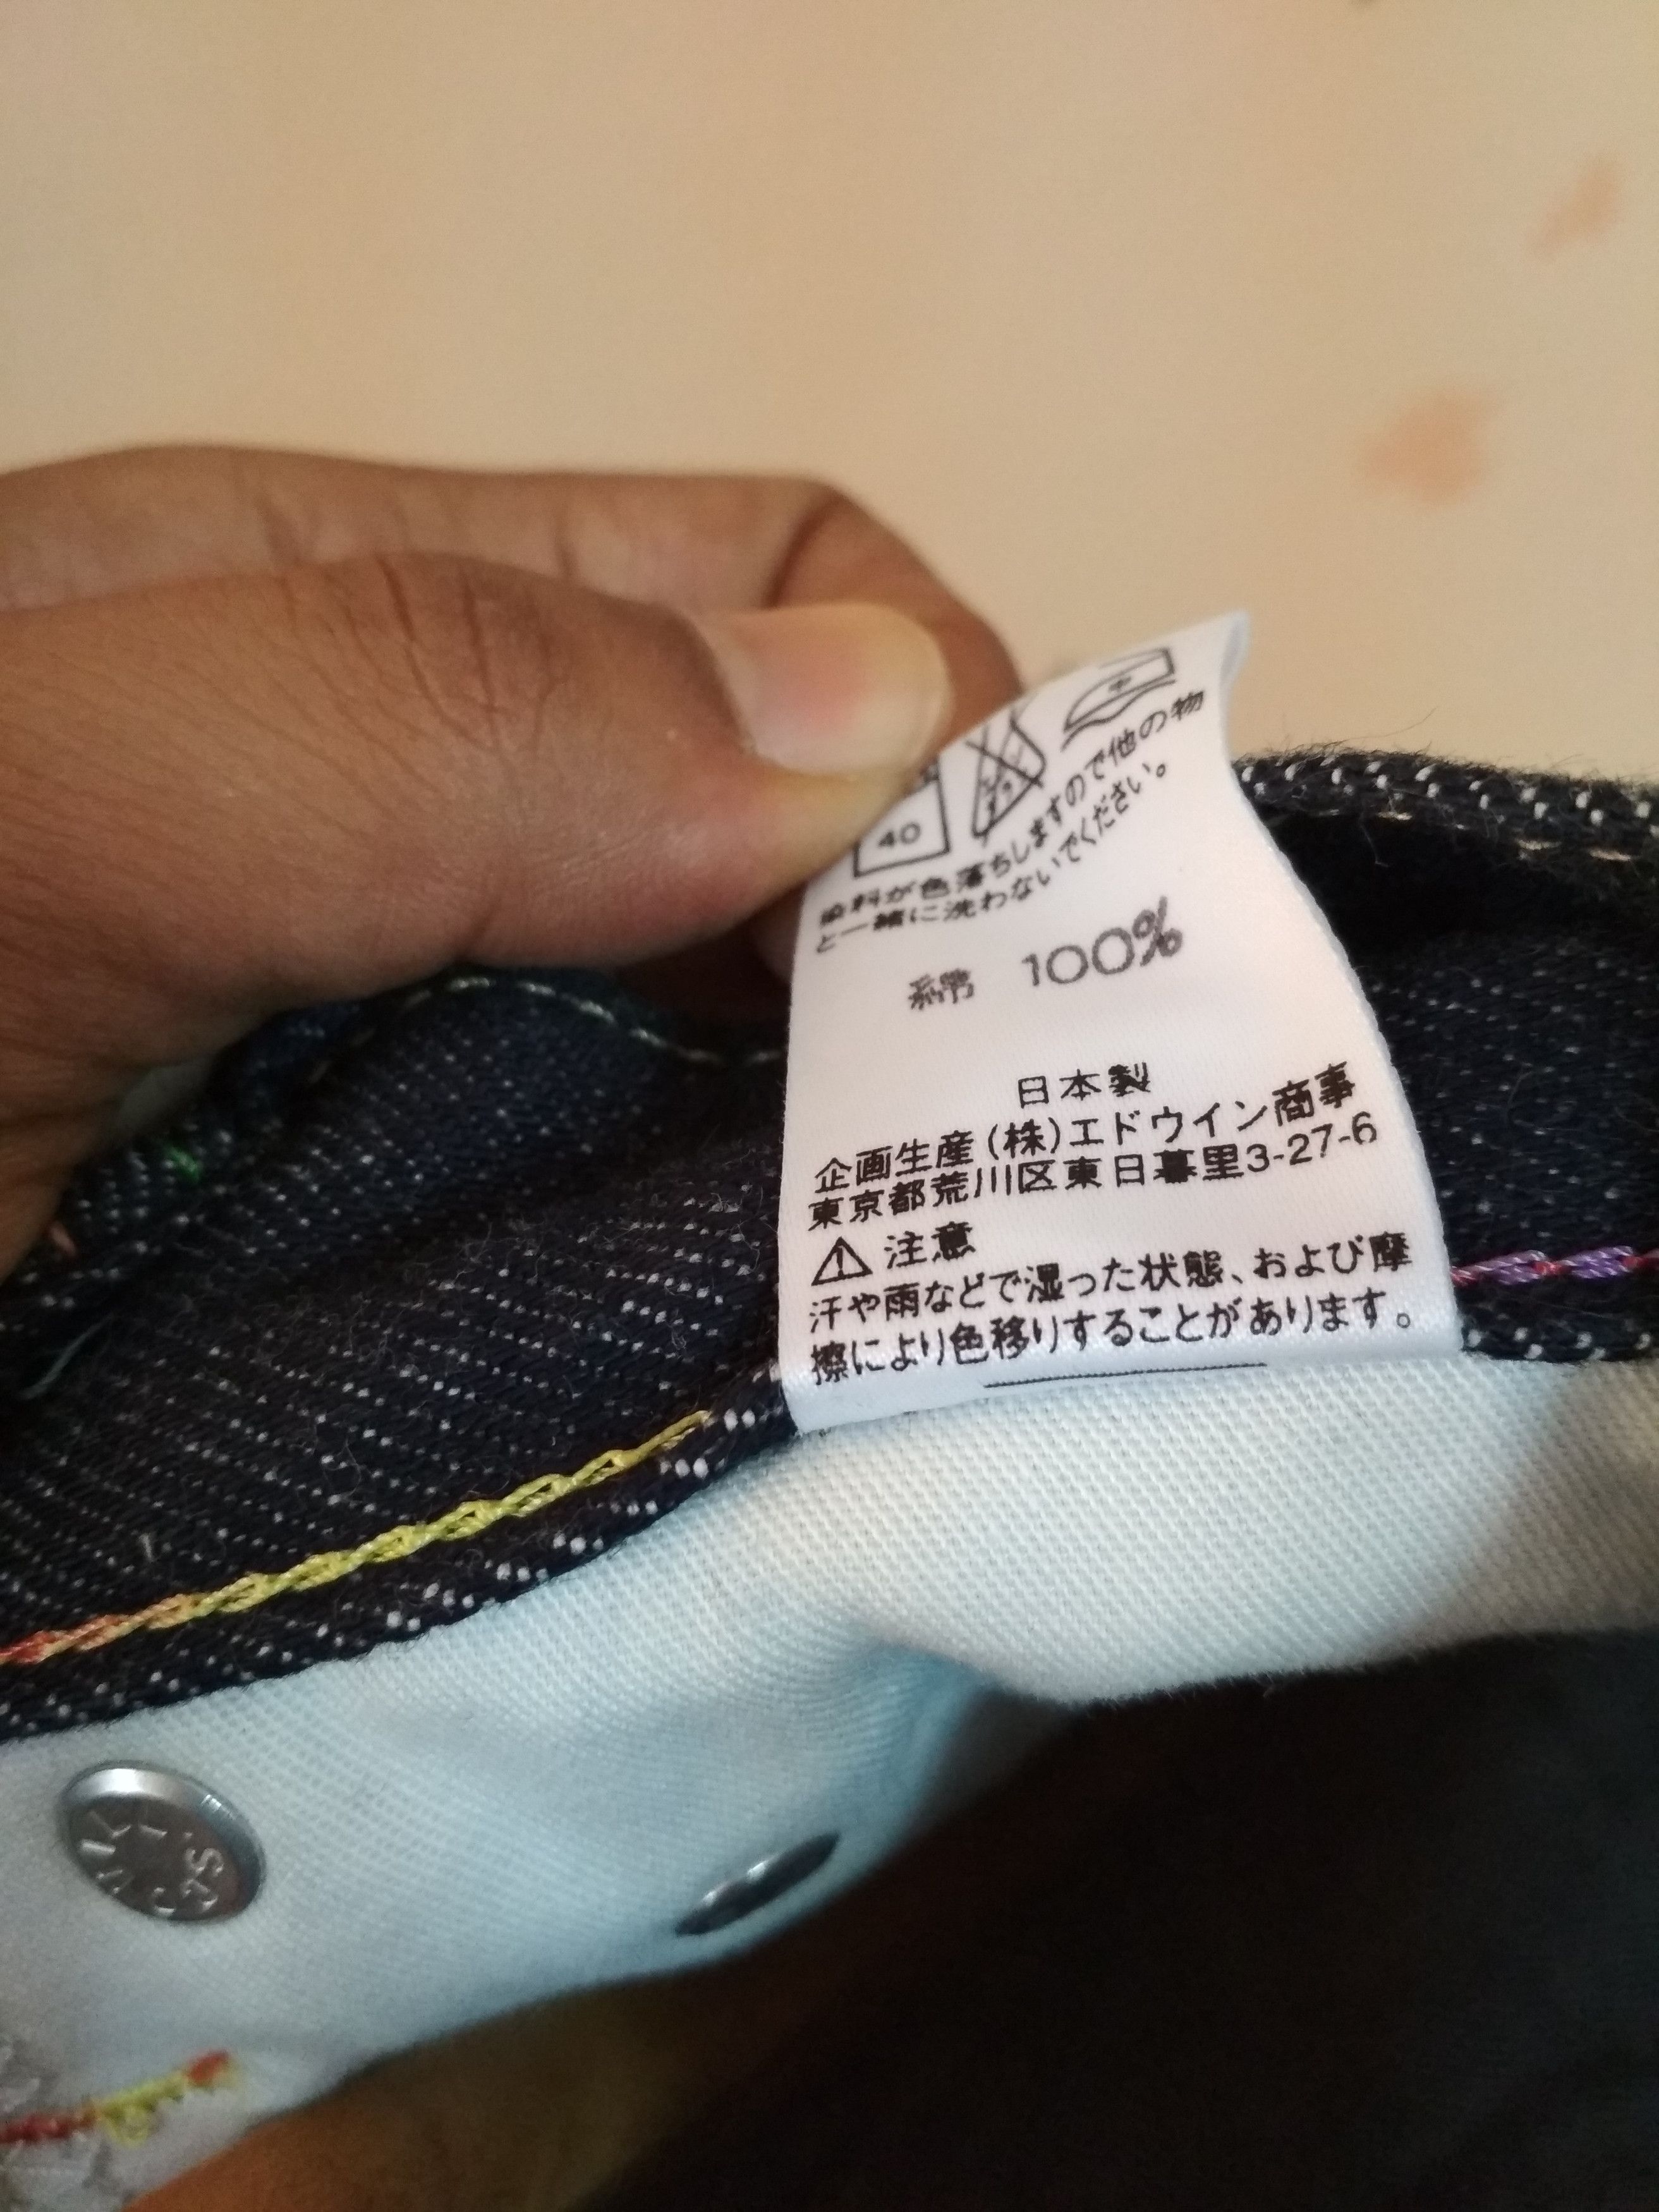 40
染料が色落ちしますので他の物
と一緒に洗わないでください。
綿 100%
日本製
企画生産(株)エドウイン商事
東京都荒川区東日暮里3-27-6
⚠ 注意
汗や雨などで湿った状態、および摩
擦により色移りすることがあります。